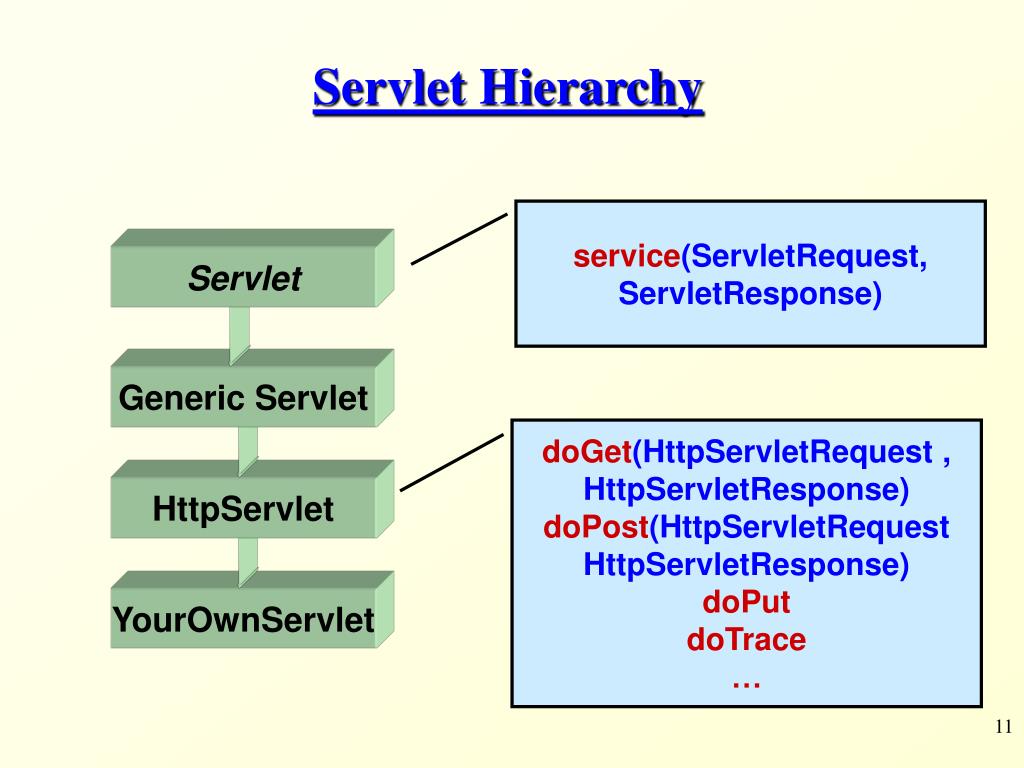 Servlet Hierarchy
Servlet
Generic Servlet
HttpServlet
YourOwnServlet
service(ServletRequest,
ServletResponse)
doGet(HttpServletRequest ,
HttpServletResponse)
doPost(HttpServletRequest
HttpServletResponse)
doPut
doTrace
…
11